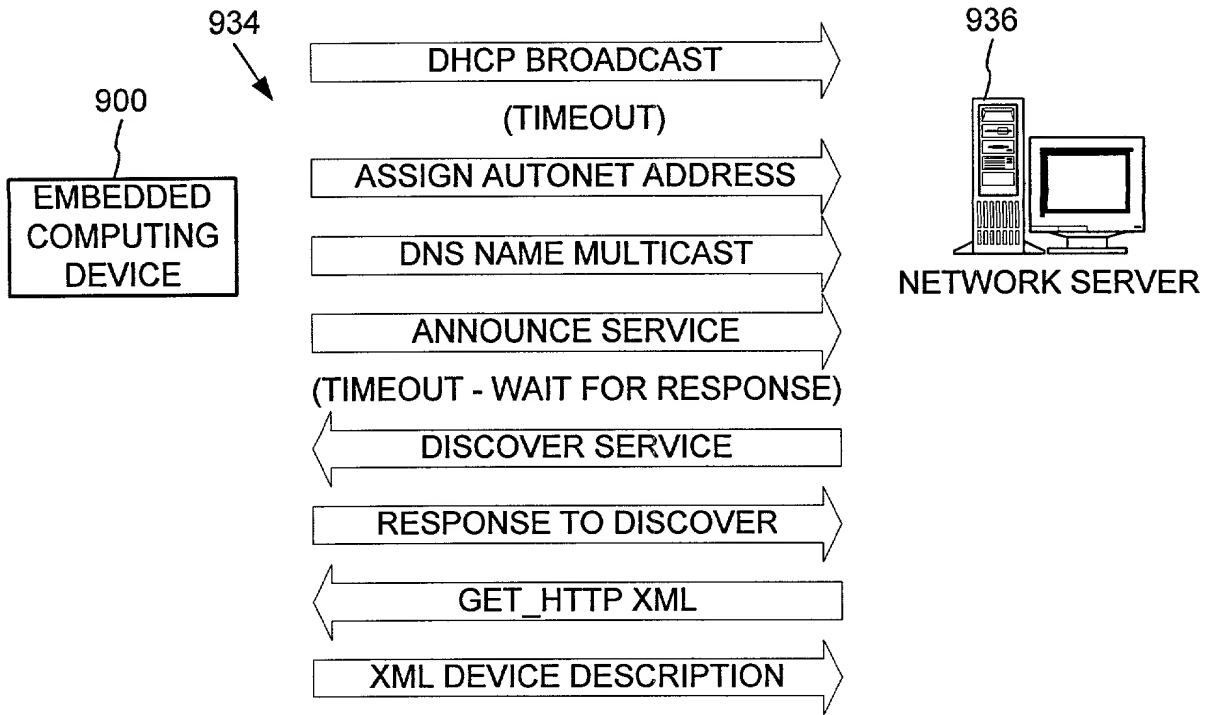 934
DHCP BROADCAST
936
900
(TIMEOUT)
EMBEDDED
COMPUTING
DEVICE
ASSIGN AUTONET ADDRESS
DNS NAME MULTICAST
NETWORK SERVER
ANNOUNCE SERVICE
(TIMEOUT - WAIT FOR RESPONSE)
DISCOVER SERVICE
RESPONSE TO DISCOVER
GET_HTTP XML
XML DEVICE DESCRIPTION